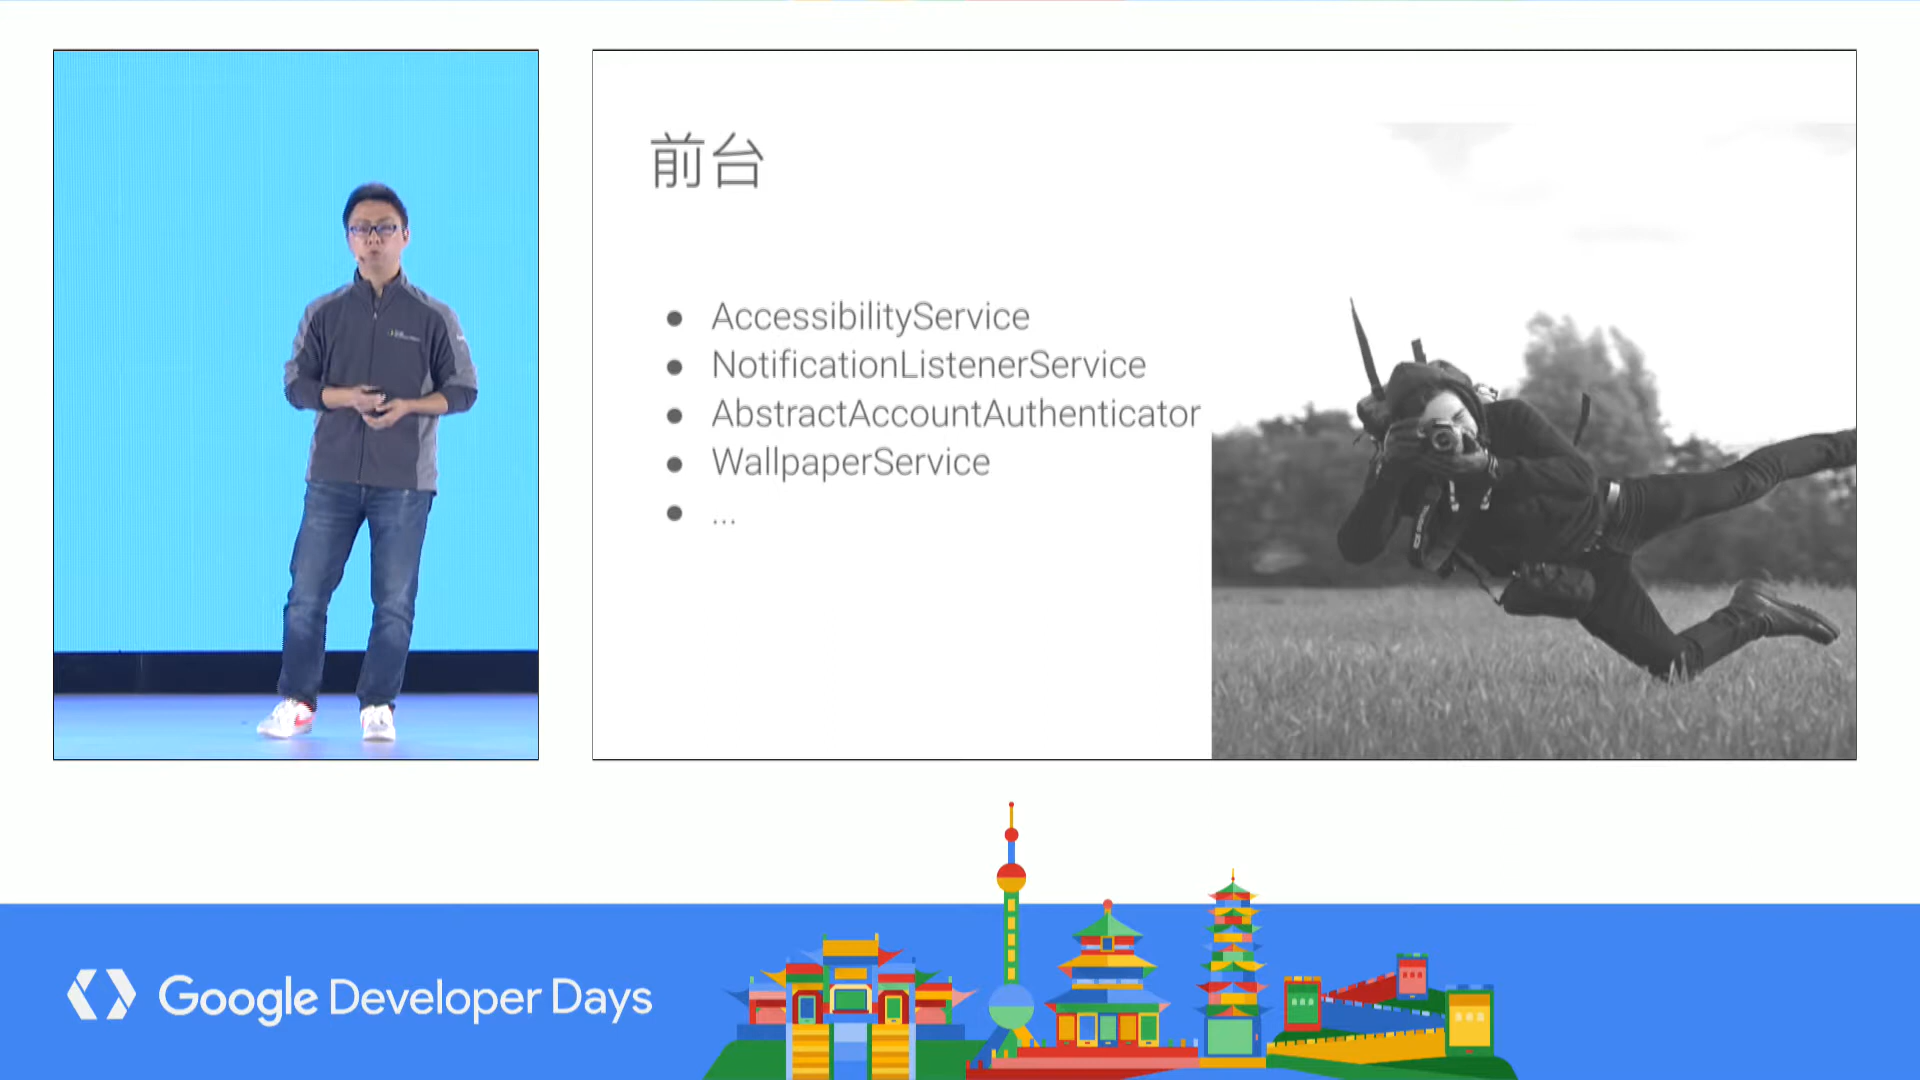 前台
● AccessibilityService
● NotificationListenerService
● AbstractAccountAuthenticator
● WallpaperService
● ...
Google Developer Days